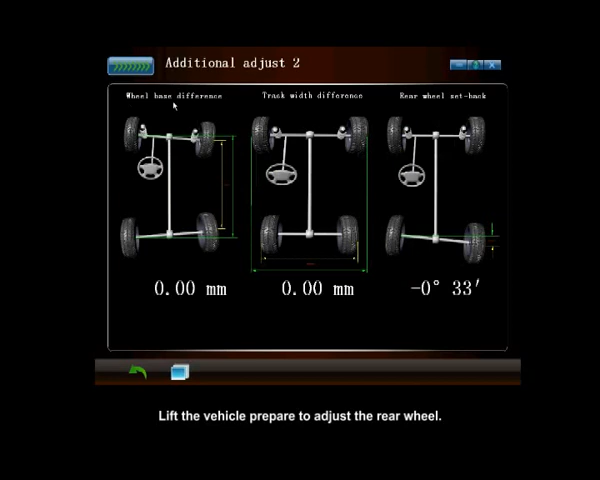 Additional adjust 2
Wheel base difference
Track width difference
Rear wheel set-back
0.00 mm
0.00 mm
-0° 33′
Lift the vehicle prepare to adjust the rear wheel.